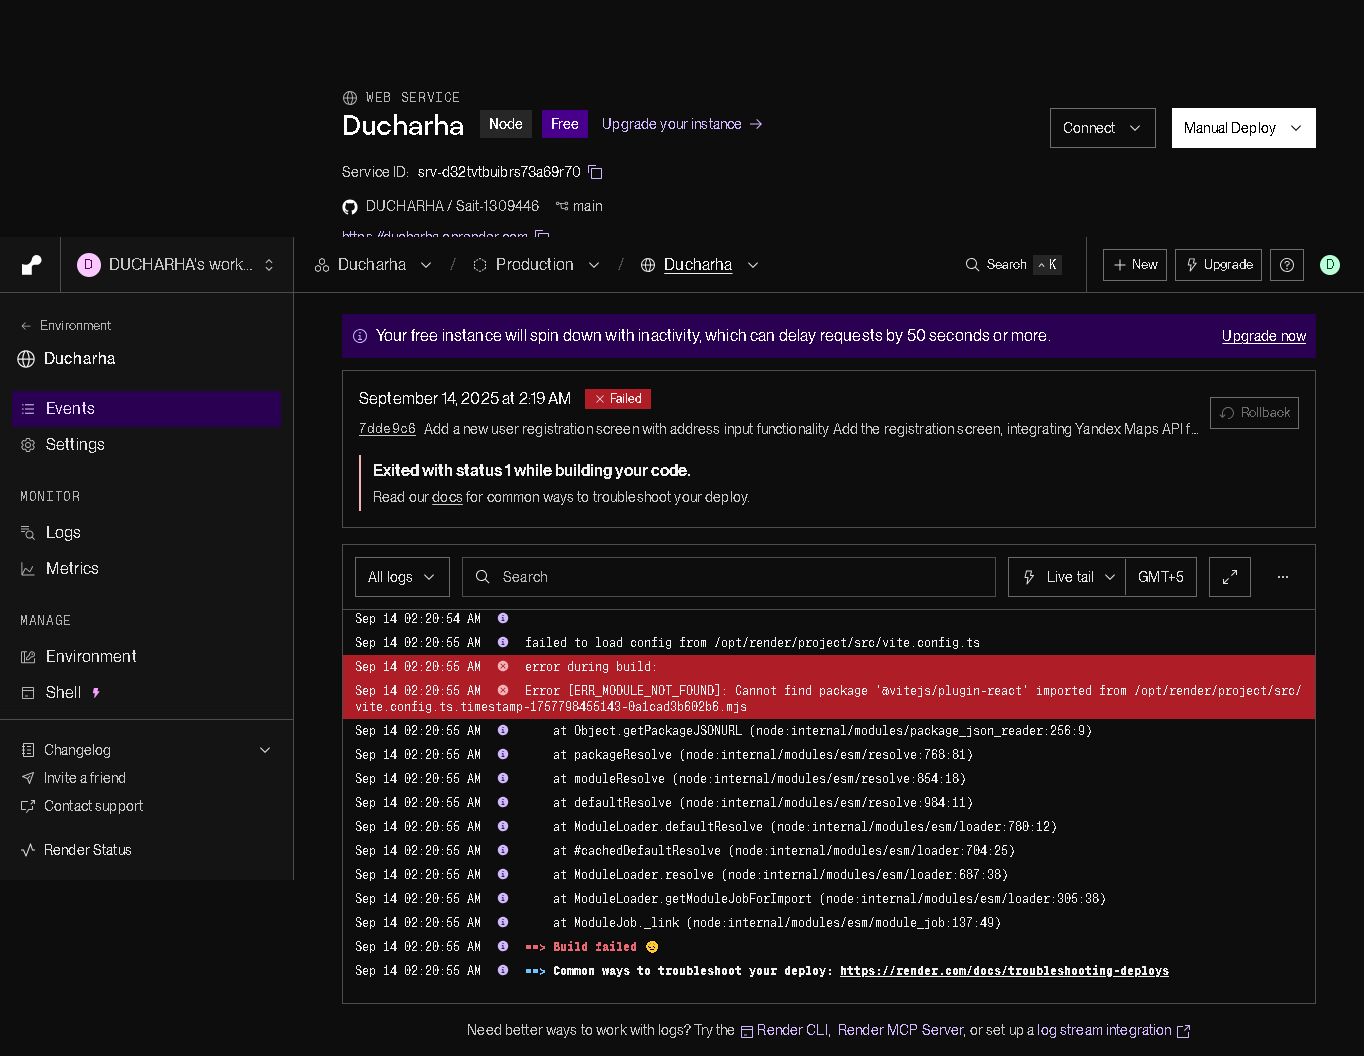 WEB SERVICE
Ducharha Node Free Upgrade your instance
Connect Manual Deploy
Service ID: srv-d32tvtbuibrs73a69r70
DUCHARHA / Sait-1309446 main
https://ducharha.onrender.com
D DUCHARHA's work...
Ducharha / Production / Ducharha
Search ^ K
+ New Upgrade D
← Environment
Ducharha
Events
Settings
MONITOR
Logs
Metrics
MANAGE
Environment
Shell
Changelog
Invite a friend
Contact support
Render Status
Your free instance will spin down with inactivity, which can delay requests by 50 seconds or more. Upgrade now
September 14, 2025 at 2:19 AM Failed
7dde9c6 Add a new user registration screen with address input functionality Add the registration screen, integrating Yandex Maps API f...
Rollback
Exited with status 1 while building your code.
Read our docs for common ways to troubleshoot your deploy.
All logs Search Live tail GMT+5 ...
Sep 14 02:20:54 AM
Sep 14 02:20:55 AM failed to load config from /opt/render/project/src/vite.config.ts
Sep 14 02:20:55 AM error during build:
Sep 14 02:20:55 AM Error [ERR_MODULE_NOT_FOUND]: Cannot find package '@vitejs/plugin-react' imported from /opt/render/project/src/
vite.config.ts.timestamp-1757798455143-0a1cad3b602b6.mjs
Sep 14 02:20:55 AM at Object.getPackageJSONURL (node:internal/modules/package_json_reader:256:9)
Sep 14 02:20:55 AM at packageResolve (node:internal/modules/esm/resolve:768:81)
Sep 14 02:20:55 AM at moduleResolve (node:internal/modules/esm/resolve:854:18)
Sep 14 02:20:55 AM at defaultResolve (node:internal/modules/esm/resolve:984:11)
Sep 14 02:20:55 AM at ModuleLoader.defaultResolve (node:internal/modules/esm/loader:780:12)
Sep 14 02:20:55 AM at #cachedDefaultResolve (node:internal/modules/esm/loader:704:25)
Sep 14 02:20:55 AM at ModuleLoader.resolve (node:internal/modules/esm/loader:687:38)
Sep 14 02:20:55 AM at ModuleLoader.getModuleJobForImport (node:internal/modules/esm/loader:305:38)
Sep 14 02:20:55 AM at ModuleJob._link (node:internal/modules/esm/module_job:137:49)
Sep 14 02:20:55 AM ==> Build failed 😞
Sep 14 02:20:55 AM ==> Common ways to troubleshoot your deploy: https://render.com/docs/troubleshooting-deploys
Need better ways to work with logs? Try the Render CLI, Render MCP Server, or set up a log stream integration